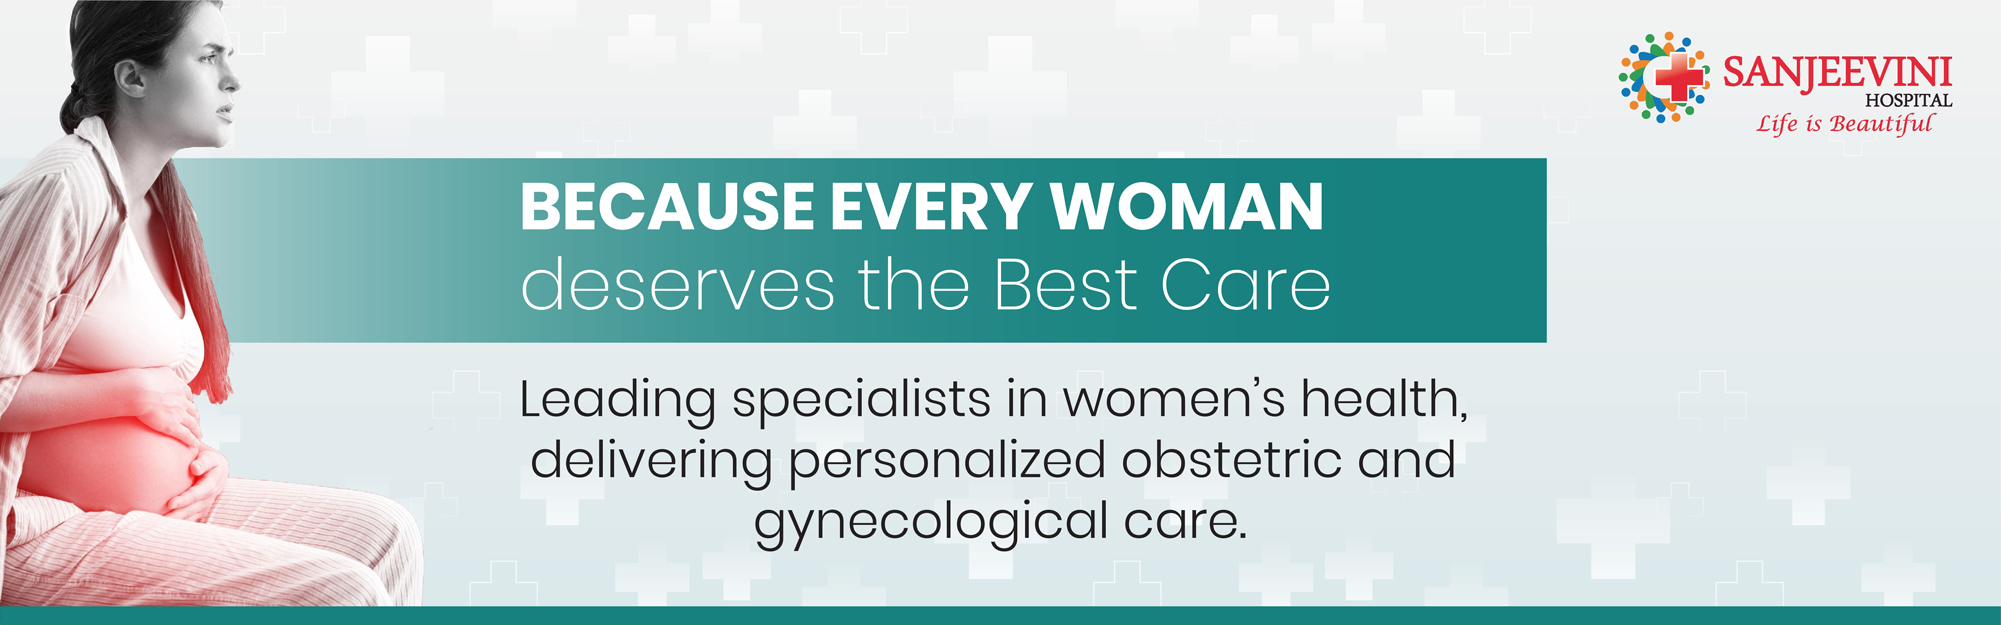 SANJEEVINI
HOSPITAL
Life is Beautiful
BECAUSE EVERY WOMAN
deserves the Best Care
Leading specialists in women’s health,
delivering personalized obstetric and
gynecological care.